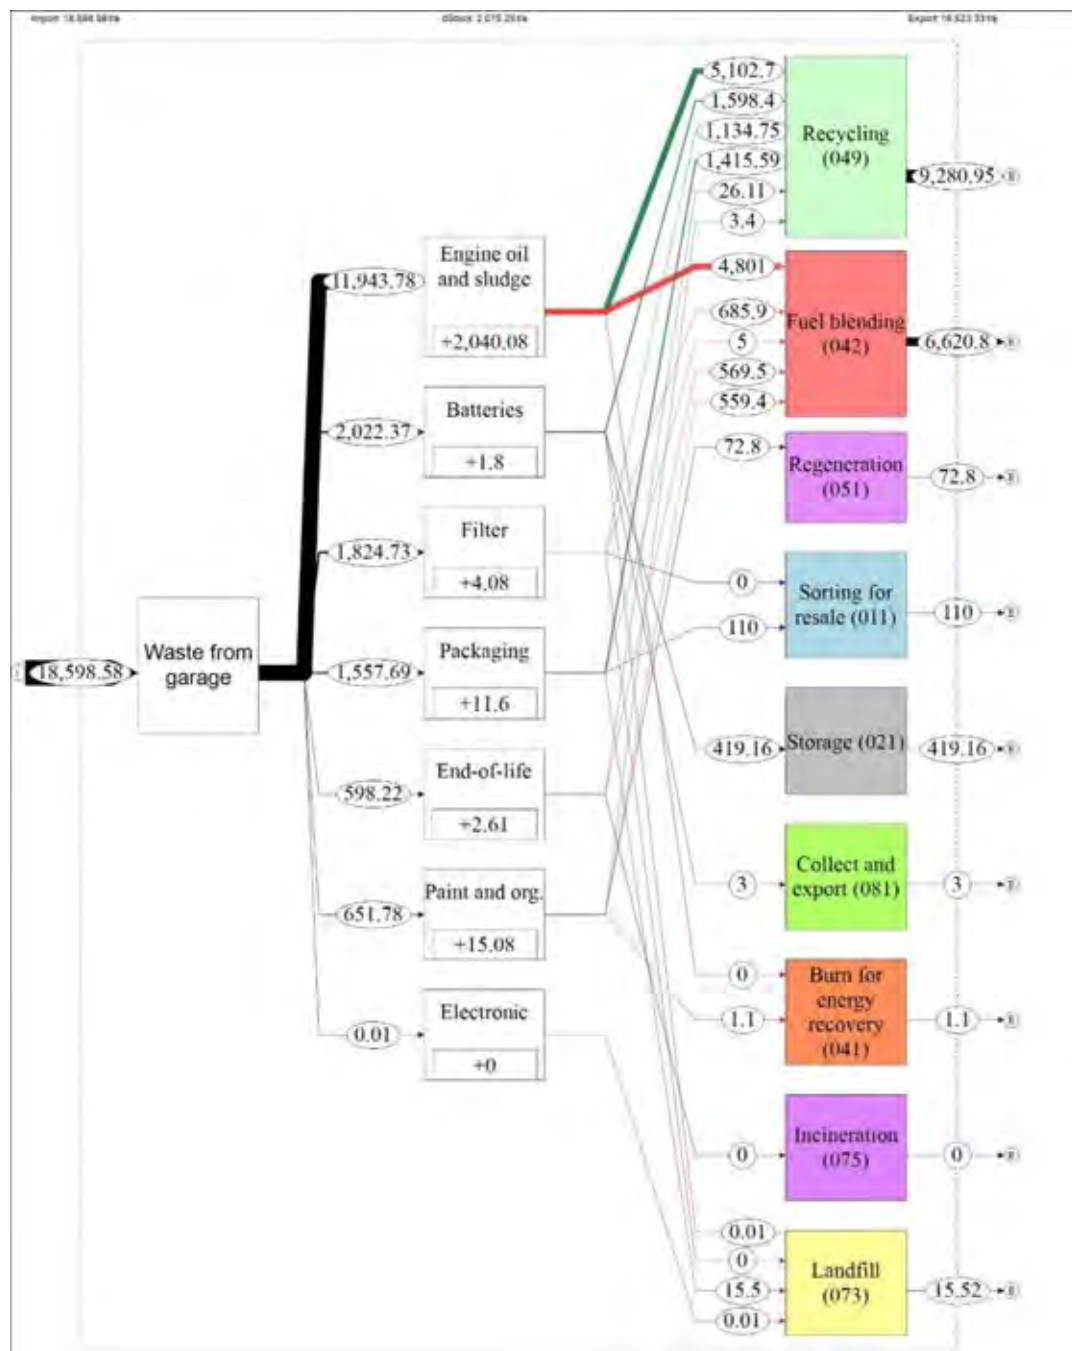 5,102.7
1,598.4
1,134.75
1,415.59
26.11
3.4
Recycling
(049)
9,280.95
11,943.78
Engine oil
and sludge
+2,040.08
4,801
685.9
5
569.5
559.4
Fuel blending
(042)
6,620.8
2,022.37
Batteries
+1.8
72.8
Regeneration
(051)
72.8
1,824.73
Filter
+4.08
0
110
Sorting for
resale (011)
110
18,598.58
Waste from
garage
1,557.69
Packaging
+11.6
419.16
Storage (021)
419.16
598.22
End-of-life
+2.61
3
Collect and
export (081)
3
651.78
Paint and org.
+15.08
0
1.1
Burn for
energy
recovery
(041)
1.1
0.01
Electronic
+0
0
Incineration
(075)
0
0.01
0
15.5
0.01
Landfill
(073)
15.52